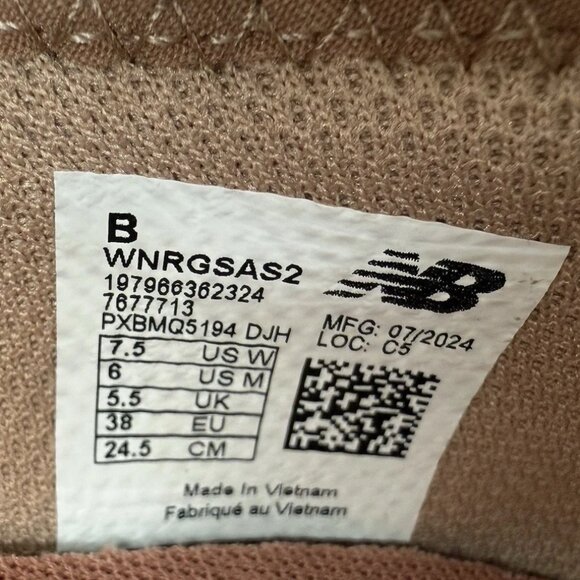 B
WNRGSAS2
197966362324
7677713
PXBMQ5194 DJH
7.5 US W
6 US M
5.5 UK
38 EU
24.5 CM
NB
MFG: 07/2024
LOC: C5
Made In Vietnam
Fabriqué au Vietnam